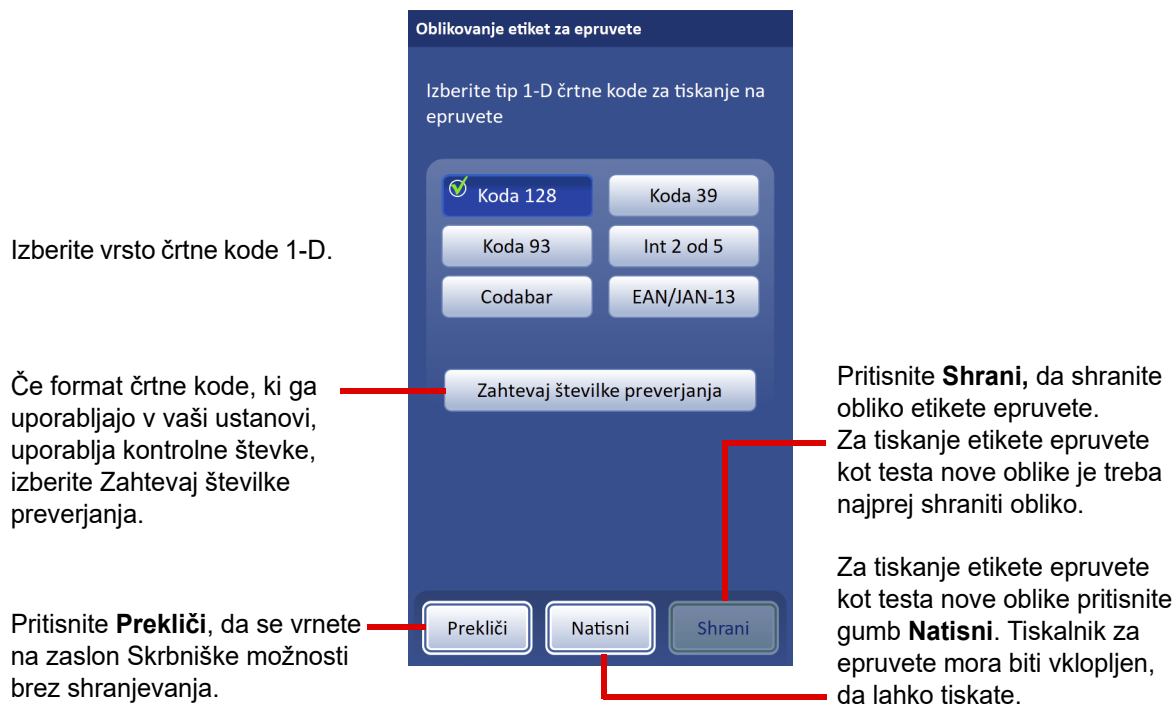 Oblikovanje etiket za epruvete
Izberite tip 1-D črtne kode za tiskanje na
epruvete
Koda 128
Koda 39
Koda 93
Int 2 od 5
Codabar
EAN/JAN-13
Zahtevaj številke preverjanja
Prekliči
Natisni
Shrani
Izberite vrsto črtne kode 1-D.
Če format črtne kode, ki ga
uporabljajo v vaši ustanovi,
uporablja kontrolne števke,
izberite Zahtevaj številke
preverjanja.
Pritisnite Prekliči, da se vrnete
na zaslon Skrbniške možnosti
brez shranjevanja.
Pritisnite Shrani, da shranite
obliko etikete epruvete.
Za tiskanje etikete epruvete
kot testa nove oblike je treba
najprej shraniti obliko.
Za tiskanje etikete epruvete
kot testa nove oblike pritisnite
gumb Natisni. Tiskalnik za
epruvete mora biti vklopljen,
da lahko tiskate.